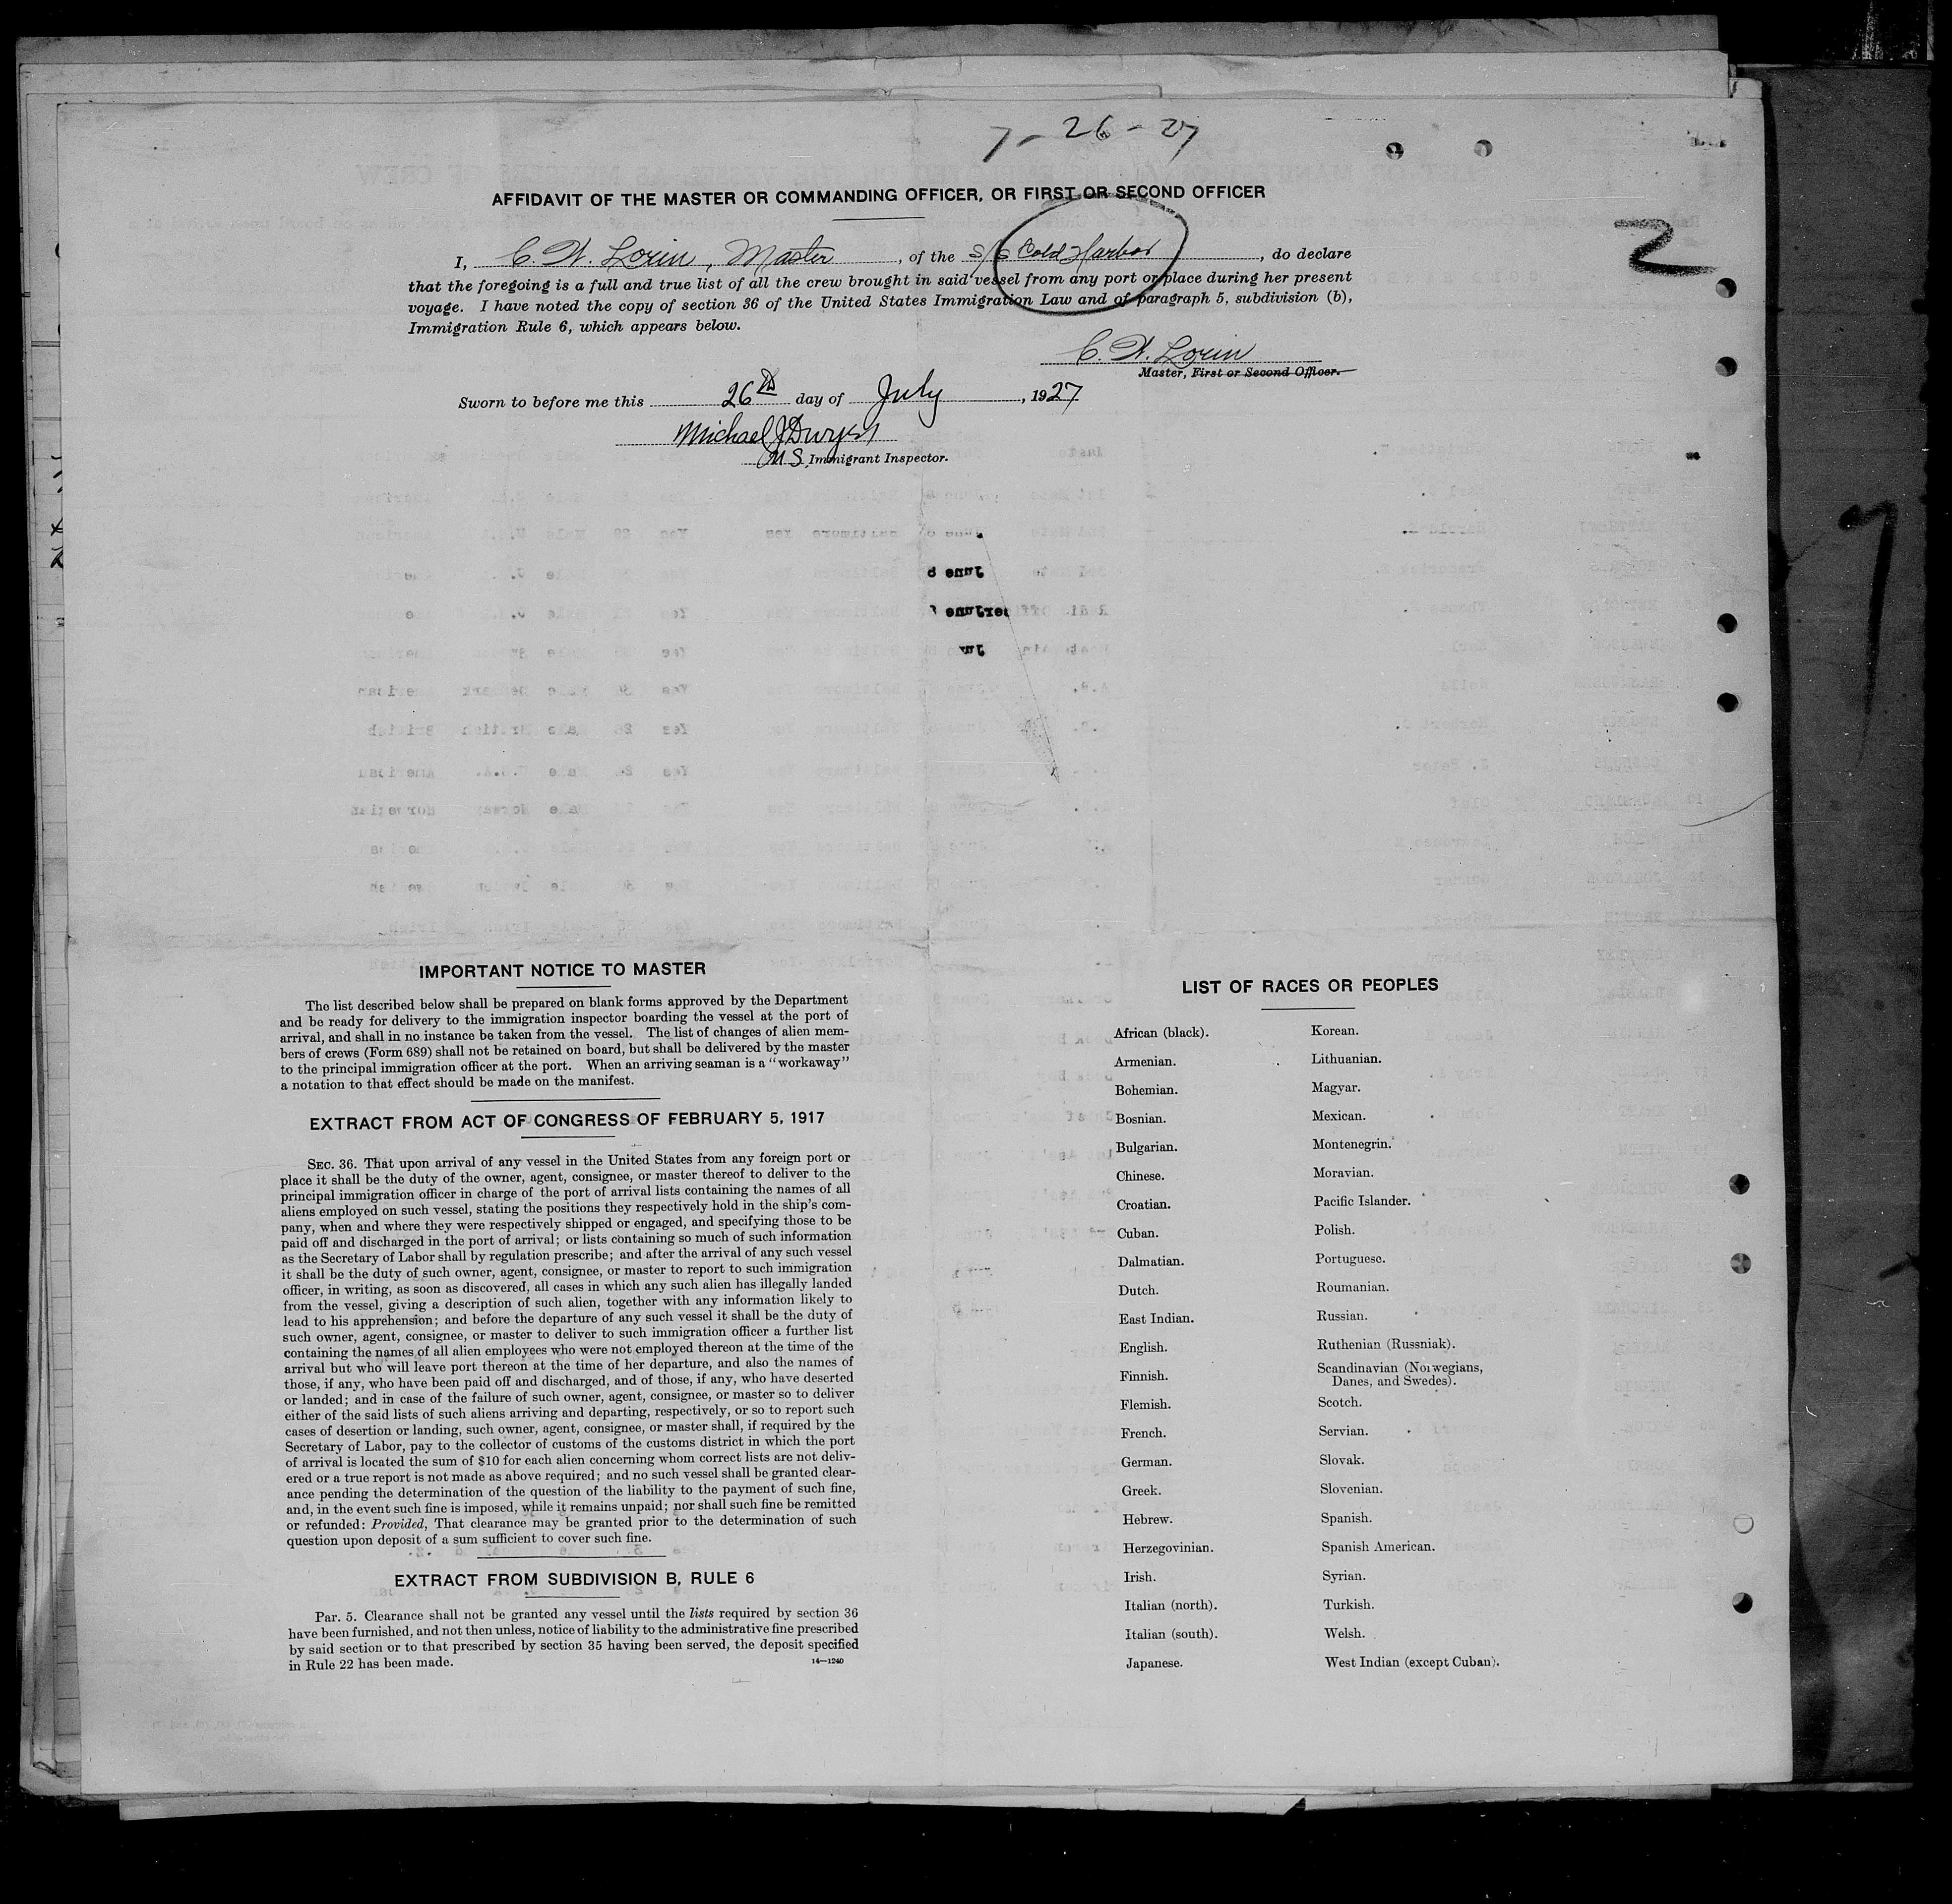 7-26-27
2
AFFIDAVIT OF THE MASTER OR COMMANDING OFFICER, OR FIRST OR SECOND OFFICER
I, C. W. Lorin, Master, of the S/S Cold Harbor, do declare
that the foregoing is a full and true list of all the crew brought in said vessel from any port or place during her present
voyage. I have noted the copy of section 36 of the United States Immigration Law and of paragraph 5, subdivision (b),
Immigration Rule 6, which appears below.
C. W. Lorin
Master, First or Second Officer.
Sworn to before me this 26th day of July, 1927
Michael J Dwyer
U.S. Immigrant Inspector.
IMPORTANT NOTICE TO MASTER
The list described below shall be prepared on blank forms approved by the Department
and be ready for delivery to the immigration inspector boarding the vessel at the port of
arrival, and shall in no instance be taken from the vessel. The list of changes of alien mem-
bers of crews (Form 689) shall not be retained on board, but shall be delivered by the master
to the principal immigration officer at the port. When an arriving seaman is a "workaway"
a notation to that effect should be made on the manifest.
EXTRACT FROM ACT OF CONGRESS OF FEBRUARY 5, 1917
SEC. 36. That upon arrival of any vessel in the United States from any foreign port or
place it shall be the duty of the owner, agent, consignee, or master thereof to deliver to the
principal immigration officer in charge of the port of arrival lists containing the names of all
aliens employed on such vessel, stating the positions they respectively hold in the ship's com-
pany, when and where they were respectively shipped or engaged, and specifying those to be
paid off and discharged in the port of arrival; or lists containing so much of such information
as the Secretary of Labor shall by regulation prescribe; and after the arrival of any such vessel
it shall be the duty of such owner, agent, consignee, or master to report to such immigration
officer, in writing, as soon as discovered, all cases in which any such alien has illegally landed
from the vessel, giving a description of such alien, together with any information likely to
lead to his apprehension; and before the departure of any such vessel it shall be the duty of
such owner, agent, consignee, or master to deliver to such immigration officer a further list
containing the names of all alien employees who were not employed thereon at the time of the
arrival but who will leave port thereon at the time of her departure, and also the names of
those, if any, who have been paid off and discharged, and of those, if any, who have deserted
or landed; and in case of the failure of such owner, agent, consignee, or master so to deliver
either of the said lists of such aliens arriving and departing, respectively, or so to report such
cases of desertion or landing, such owner, agent, consignee, or master shall, if required by the
Secretary of Labor, pay to the collector of customs of the customs district in which the port
of arrival is located the sum of $10 for each alien concerning whom correct lists are not deliv-
ered or a true report is not made as above required; and no such vessel shall be granted clear-
ance pending the determination of the question of the liability to the payment of such fine,
and, in the event such fine is imposed, while it remains unpaid; nor shall such fine be remitted
or refunded: Provided, That clearance may be granted prior to the determination of such
question upon deposit of a sum sufficient to cover such fine.
EXTRACT FROM SUBDIVISION B, RULE 6
Par. 5. Clearance shall not be granted any vessel until the lists required by section 36
have been furnished, and not then unless, notice of liability to the administrative fine prescribed
by said section or to that prescribed by section 35 having been served, the deposit specified
in Rule 22 has been made.
14—1240
LIST OF RACES OR PEOPLES
African (black).
Armenian.
Bohemian.
Bosnian.
Bulgarian.
Chinese.
Croatian.
Cuban.
Dalmatian.
Dutch.
East Indian.
English.
Finnish.
Flemish.
French.
German.
Greek.
Hebrew.
Herzegovinian.
Irish.
Italian (north).
Italian (south).
Japanese.
Korean.
Lithuanian.
Magyar.
Mexican.
Montenegrin.
Moravian.
Pacific Islander.
Polish.
Portuguese.
Roumanian.
Russian.
Ruthenian (Russniak).
Scandinavian (Norwegians,
Danes, and Swedes).
Scotch.
Servian.
Slovak.
Slovenian.
Spanish.
Spanish American.
Syrian.
Turkish.
Welsh.
West Indian (except Cuban).